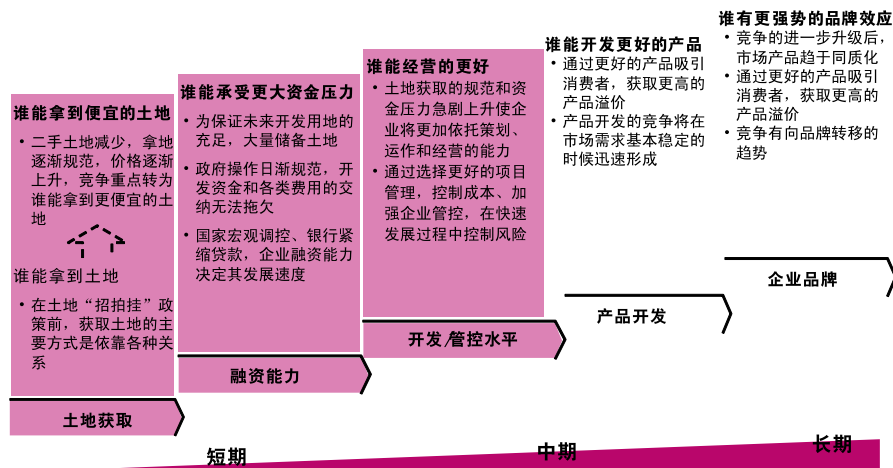 谁能拿到便宜的土地
• 二手土地减少，拿地
逐渐规范，价格逐渐
上升，竞争重点转为
谁能拿到更便宜的土
地
谁能拿到土地
• 在土地“招拍挂”政
策前，获取土地的主
要方式是依靠各种关
系
土地获取
谁能承受更大资金压力
• 为保证未来开发用地的
充足，大量储备土地
• 政府操作日渐规范，开
发资金和各类费用的交
纳无法拖欠
• 国家宏观调控、银行紧
缩贷款，企业融资能力
决定其发展速度
融资能力
谁能经营的更好
• 土地获取的规范和资
金压力急剧上升使企
业将更加依托策划、
运作和经营的能力
• 通过选择更好的项目
管理，控制成本、加
强企业管控，在快速
发展过程中控制风险
开发/管控水平
谁能开发更好的产品
• 通过更好的产品吸引
消费者，获取更高的
产品溢价
• 产品开发的竞争将在
市场需求基本稳定的
时候迅速形成
产品开发
谁有更强势的品牌效应
• 竞争的进一步升级后，
市场产品趋于同质化
• 通过更好的产品吸引
消费者，获取更高的
产品溢价
• 竞争有向品牌转移的
趋势
企业品牌
短期
中期
长期